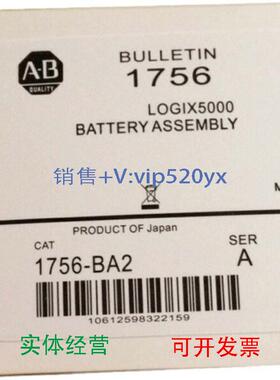 A·B
QUALITY
BULLETIN
1756
LOGIX5000
BATTERY ASSEMBLY
销售+V:vip520yx
M
PRODUCT OF Japan
CAT
SER
1756-BA2
A
10612598322159
实体经营
可开发票